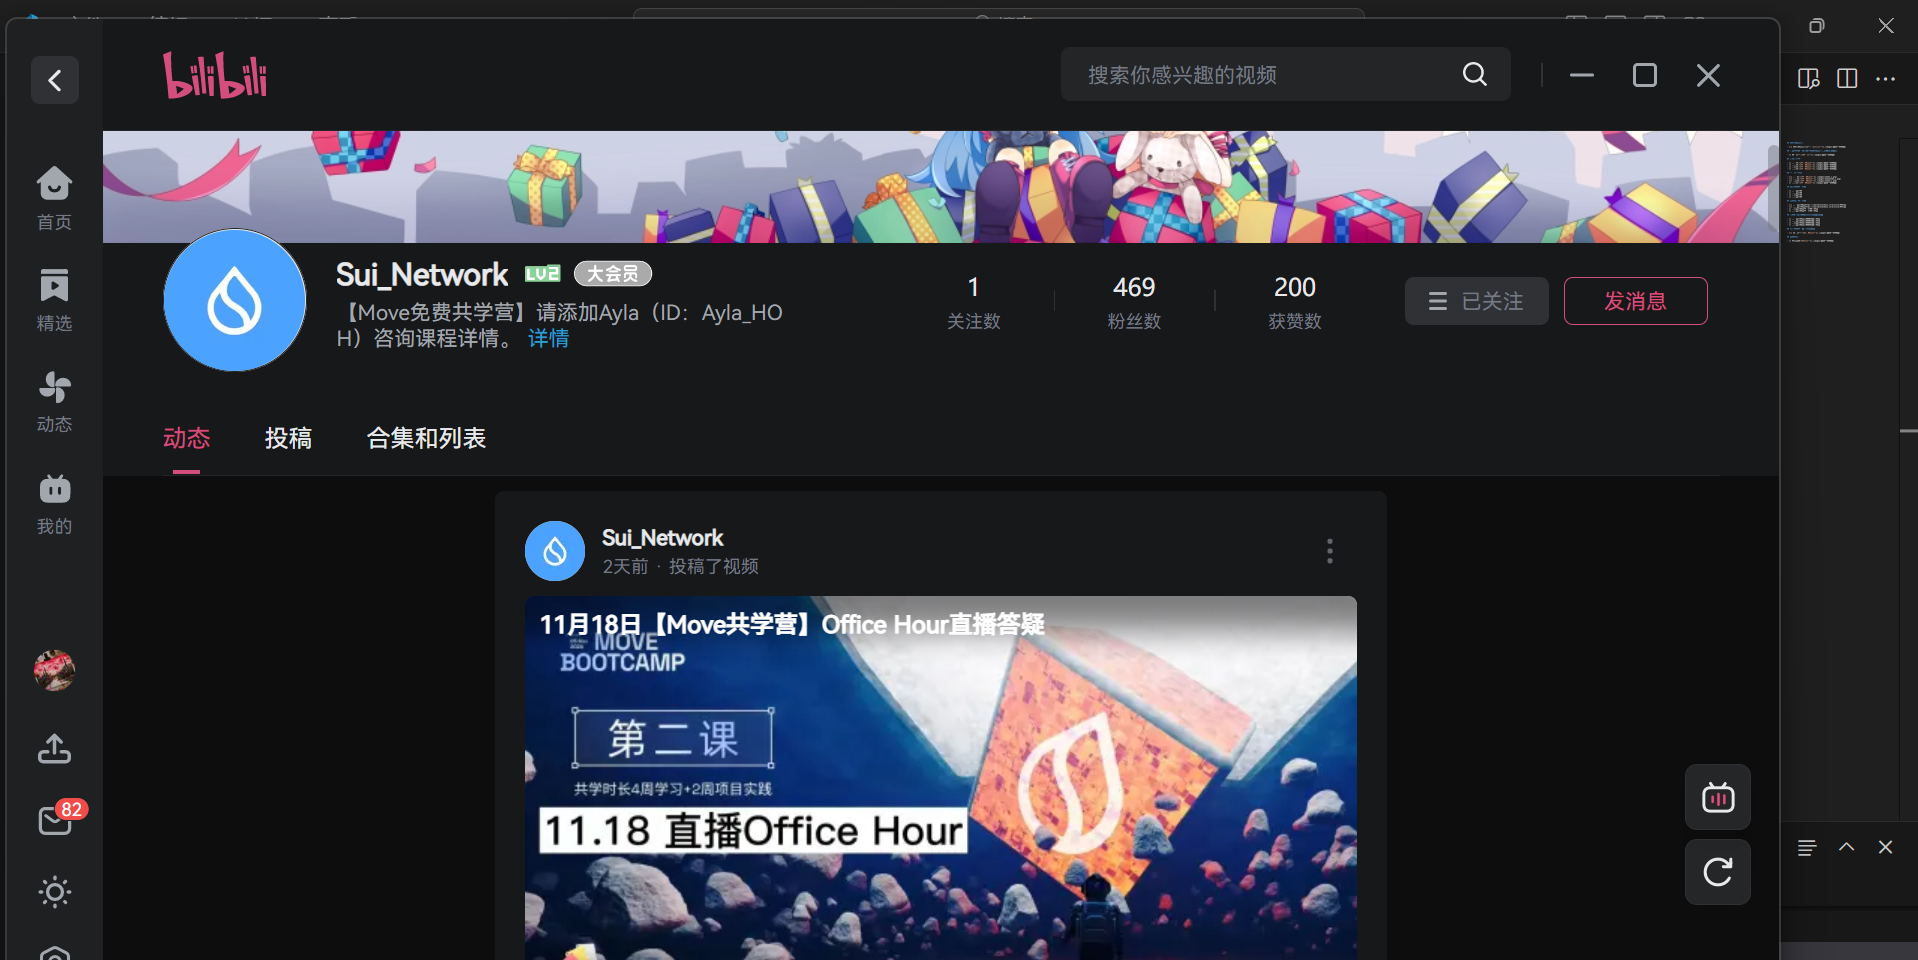 bilibili
搜索你感兴趣的视频
首页
精选
动态
我的
82
Sui_Network LV2 大会员
【Move免费共学营】请添加Ayla（ID：Ayla_HO
H）咨询课程详情。 详情
1
关注数
469
粉丝数
200
获赞数
已关注
发消息
动态
投稿
合集和列表
Sui_Network
2天前 · 投稿了视频
11月18日【Move共学营】Office Hour直播答疑
MOVE
BOOTCAMP
第二课
共学时长4周学习+2周项目实践
11.18 直播Office Hour